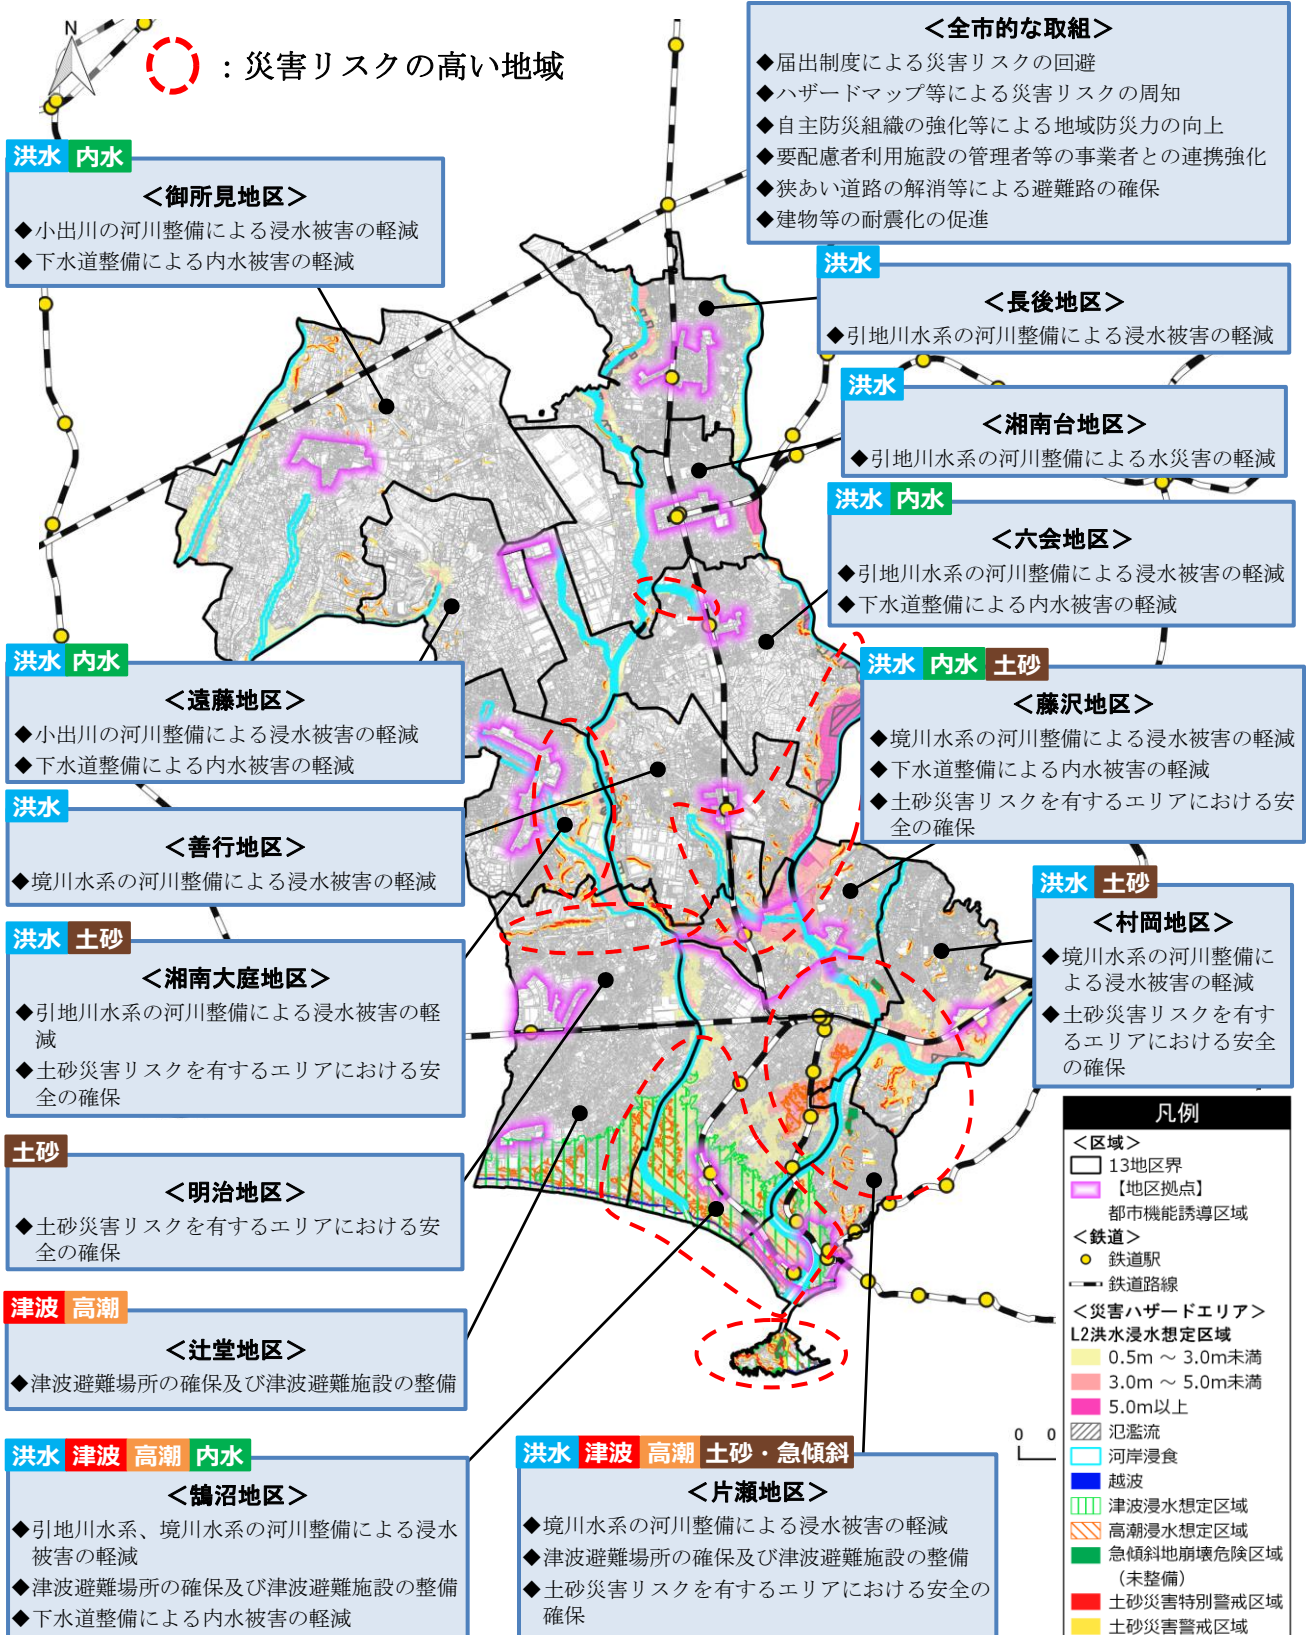 N
：災害リスクの高い地域
＜全市的な取組＞
◆届出制度による災害リスクの回避
◆ハザードマップ等による災害リスクの周知
◆自主防災組織の強化等による地域防災力の向上
◆要配慮者利用施設の管理者等の事業者との連携強化
◆狭あい道路の解消等による避難路の確保
◆建物等の耐震化の促進
洪水 内水
＜御所見地区＞
◆小出川の河川整備による浸水被害の軽減
◆下水道整備による内水被害の軽減
洪水
＜長後地区＞
◆引地川水系の河川整備による浸水被害の軽減
洪水
＜湘南台地区＞
◆引地川水系の河川整備による水災害の軽減
洪水 内水
＜六会地区＞
◆引地川水系の河川整備による浸水被害の軽減
◆下水道整備による内水被害の軽減
洪水 内水
＜遠藤地区＞
◆小出川の河川整備による浸水被害の軽減
◆下水道整備による内水被害の軽減
洪水 内水 土砂
＜藤沢地区＞
◆境川水系の河川整備による浸水被害の軽減
◆下水道整備による内水被害の軽減
◆土砂災害リスクを有するエリアにおける安
全の確保
洪水
＜善行地区＞
◆境川水系の河川整備による浸水被害の軽減
洪水 土砂
＜村岡地区＞
◆境川水系の河川整備に
よる浸水被害の軽減
◆土砂災害リスクを有す
るエリアにおける安全
の確保
洪水 土砂
＜湘南大庭地区＞
◆引地川水系の河川整備による浸水被害の軽
減
◆土砂災害リスクを有するエリアにおける安
全の確保
土砂
＜明治地区＞
◆土砂災害リスクを有するエリアにおける安
全の確保
津波 高潮
＜辻堂地区＞
◆津波避難場所の確保及び津波避難施設の整備
洪水 津波 高潮 内水
＜鵠沼地区＞
◆引地川水系、境川水系の河川整備による浸水
被害の軽減
◆津波避難場所の確保及び津波避難施設の整備
◆下水道整備による内水被害の軽減
洪水 津波 高潮 土砂・急傾斜
＜片瀬地区＞
◆境川水系の河川整備による浸水被害の軽減
◆津波避難場所の確保及び津波避難施設の整備
◆土砂災害リスクを有するエリアにおける安全の
確保
0 0
凡例
＜区域＞
13地区界
【地区拠点】
都市機能誘導区域
＜鉄道＞
鉄道駅
鉄道路線
＜災害ハザードエリア＞
L2洪水浸水想定区域
0.5m ～ 3.0m未満
3.0m ～ 5.0m未満
5.0m以上
氾濫流
河岸浸食
越波
津波浸水想定区域
高潮浸水想定区域
急傾斜地崩壊危険区域
（未整備）
土砂災害特別警戒区域
土砂災害警戒区域